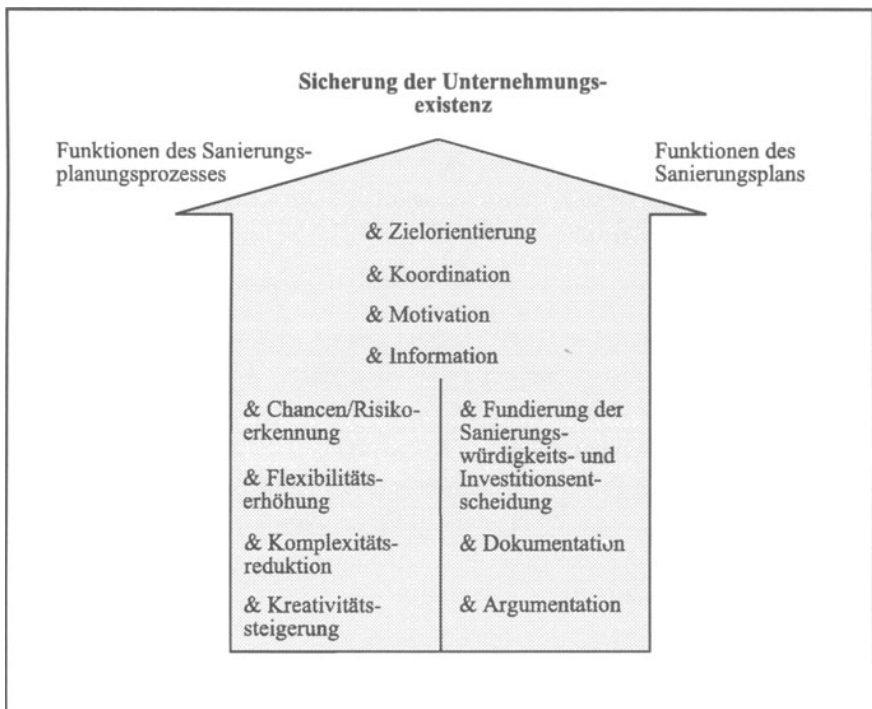 Sicherung der Unternehmungs-
existenz
Funktionen des Sanierungs-
planungsprozesses
Funktionen des
Sanierungsplans
& Zielorientierung
& Koordination
& Motivation
& Information
& Chancen/Risiko-
erkennung
& Flexibilitäts-
erhöhung
& Komplexitäts-
reduktion
& Kreativitäts-
steigerung
& Fundierung der
Sanierungs-
würdigkeits- und
Investitionsent-
scheidung
& Dokumentation
& Argumentation